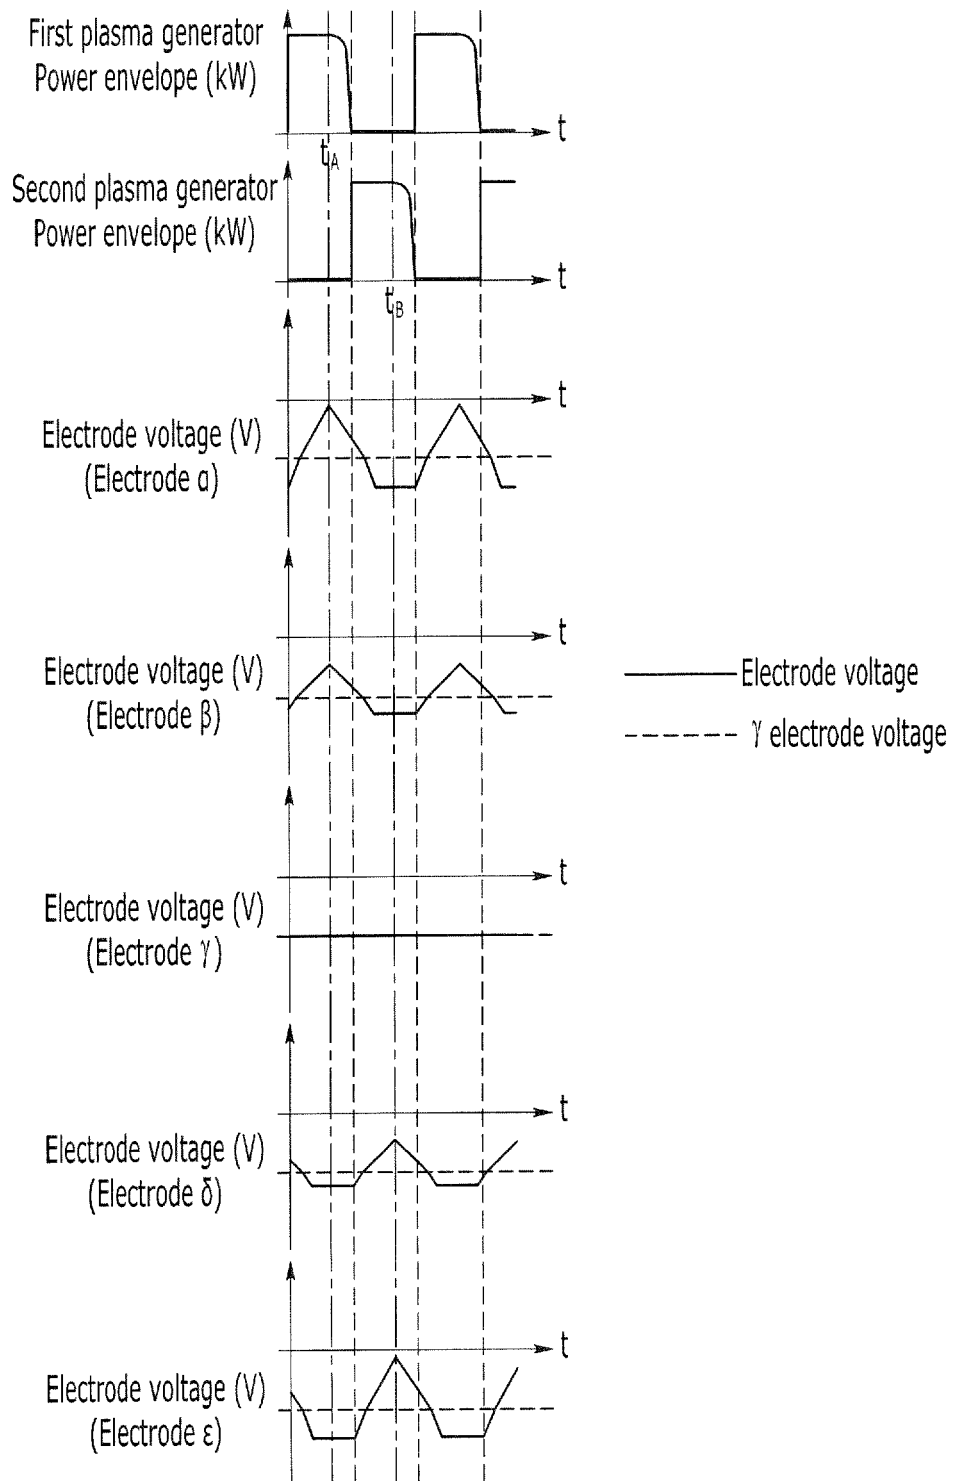 First plasma generator
Power envelope (kW)
t
tA
Second plasma generator
Power envelope (kW)
t
tB
t
Electrode voltage (V)
(Electrode α)
t
Electrode voltage (V)
(Electrode β)
Electrode voltage
γ electrode voltage
t
Electrode voltage (V)
(Electrode γ)
t
Electrode voltage (V)
(Electrode δ)
t
Electrode voltage (V)
(Electrode ε)